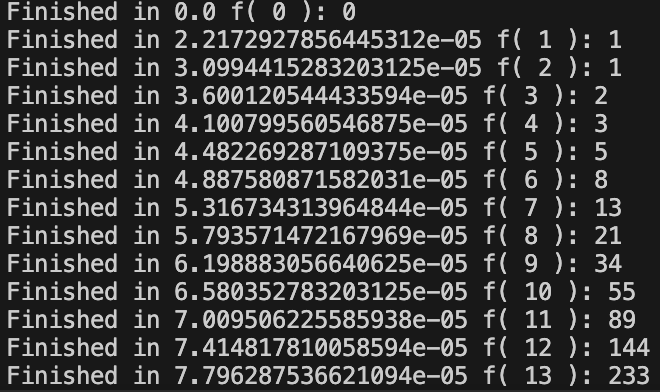 Finished in 0.0 f( 0 ): 0
Finished in 2.2172927856445312e-05 f( 1 ): 1
Finished in 3.0994415283203125e-05 f( 2 ): 1
Finished in 3.600120544433594e-05 f( 3 ): 2
Finished in 4.100799560546875e-05 f( 4 ): 3
Finished in 4.482269287109375e-05 f( 5 ): 5
Finished in 4.887580871582031e-05 f( 6 ): 8
Finished in 5.316734313964844e-05 f( 7 ): 13
Finished in 5.793571472167969e-05 f( 8 ): 21
Finished in 6.198883056640625e-05 f( 9 ): 34
Finished in 6.580352783203125e-05 f( 10 ): 55
Finished in 7.009506225585938e-05 f( 11 ): 89
Finished in 7.414817810058594e-05 f( 12 ): 144
Finished in 7.796287536621094e-05 f( 13 ): 233